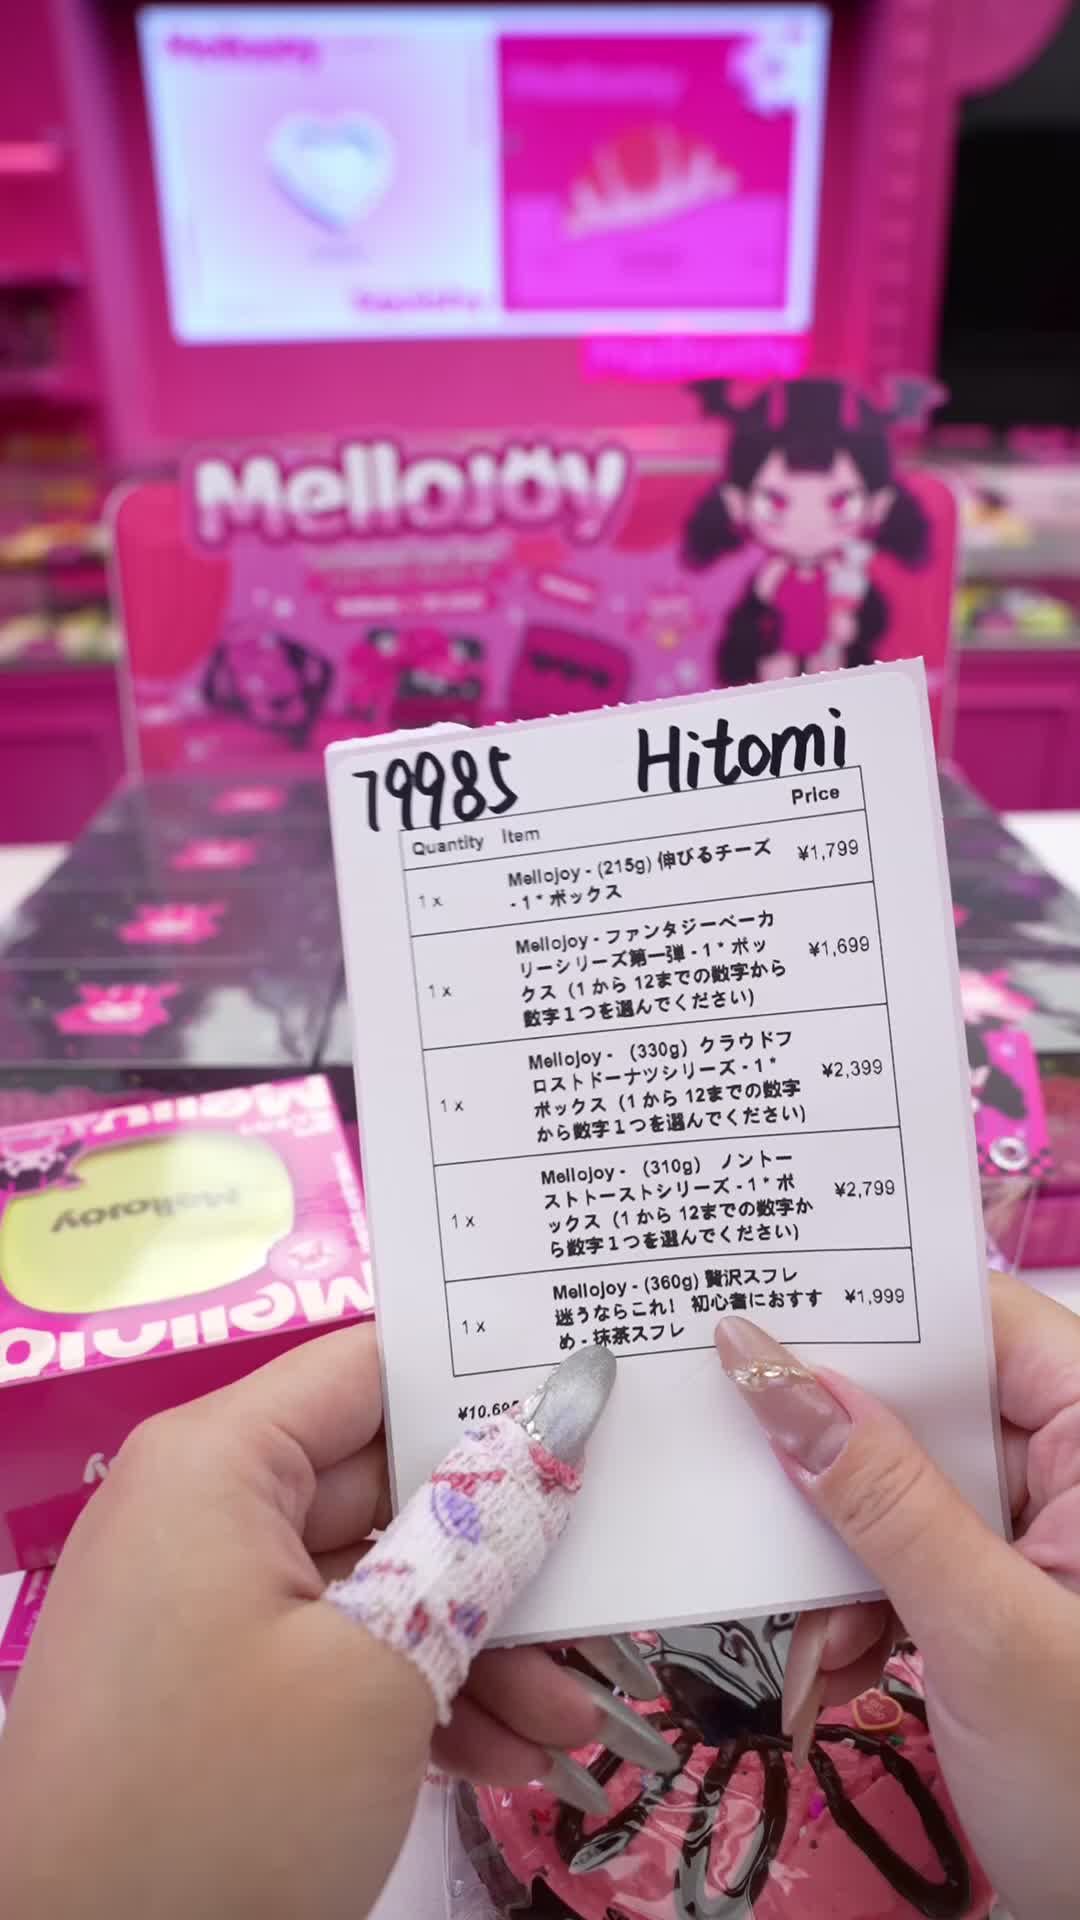 Mellojoy
79985 Hitomi
Quantity Item Price
1 x Mellojoy - (215g) 伸びるチーズ ¥1,799
- 1 * ボックス
1 x Mellojoy - ファンタジーベーカ ¥1,699
リーシリーズ第一弾 - 1 * ボッ
クス (1 から 12までの数字から
数字１つを選んでください)
1 x Mellojoy - (330g) クラウドフ ¥2,399
ロストドーナツシリーズ - 1 *
ボックス (1 から 12までの数字
から数字１つを選んでください)
1 x Mellojoy - (310g) ノントー ¥2,799
ストトーストシリーズ - 1 * ボ
ックス (1 から 12までの数字か
ら数字１つを選んでください)
1 x Mellojoy - (360g) 贅沢スフレ ¥1,999
迷うならこれ! 初心者におすす
め - 抹茶スフレ
¥10,695
Mellojoy